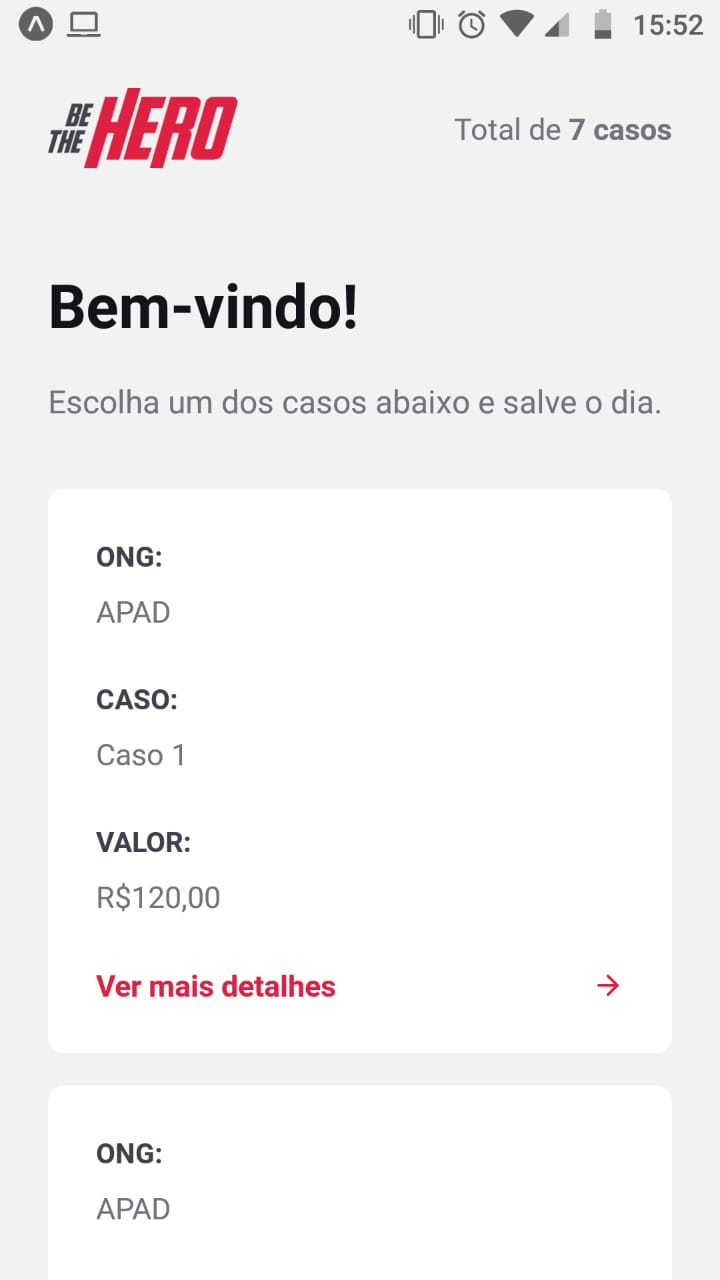 15:52
BE
THE HERO
Total de 7 casos
Bem-vindo!
Escolha um dos casos abaixo e salve o dia.
ONG:
APAD
CASO:
Caso 1
VALOR:
R$120,00
Ver mais detalhes
ONG:
APAD